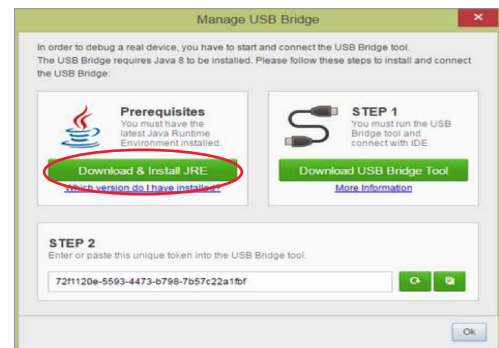 Manage USB Bridge
In order to debug a real device, you have to start and connect the USB Bridge tool.
The USB Bridge requires Java 8 to be installed. Please follow these steps to install and connect
the USB Bridge:
Prerequisites
You must have the
latest Java Runtime
Environment installed.
Download & Install JRE
Which version do I have installed?
STEP 1
You must run the USB
Bridge tool and
connect with IDE.
Download USB Bridge Tool
More Information
STEP 2
Enter or paste this unique token into the USB Bridge tool.
72f1120e-5593-4473-b798-7b57c22a1fbf
Ok